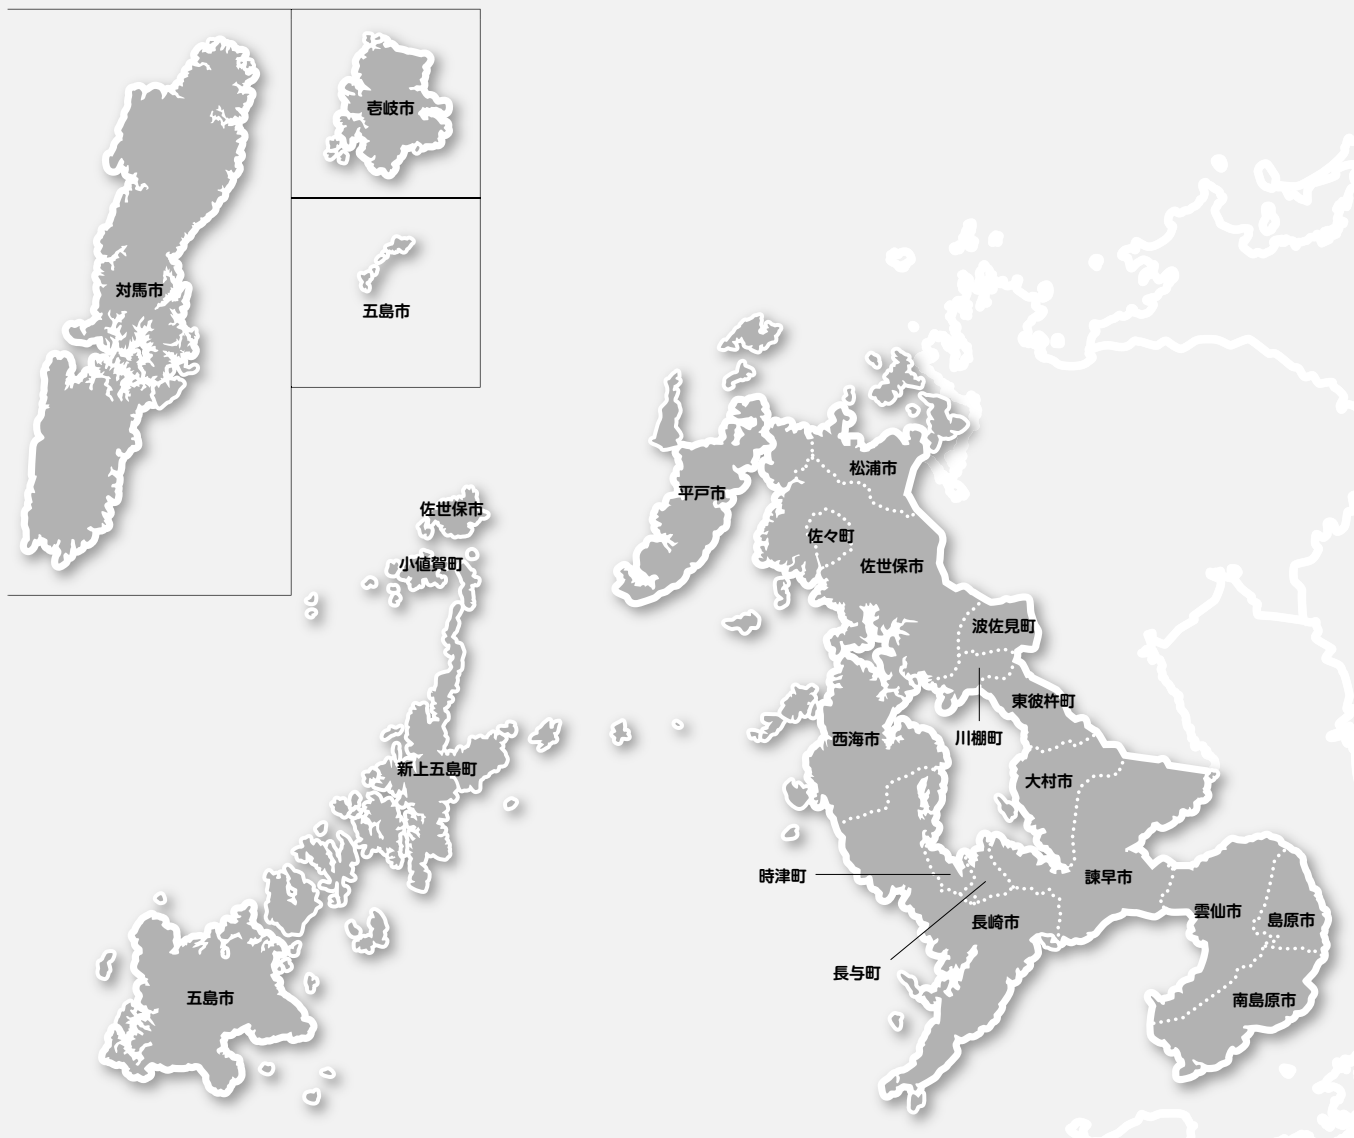 壱岐市
対馬市
五島市
松浦市
平戸市
佐世保市
佐々町
小値賀町
佐世保市
波佐見町
東彼杵町
西海市
川棚町
新上五島町
大村市
時津町
諫早市
雲仙市
島原市
長崎市
長与町
五島市
南島原市